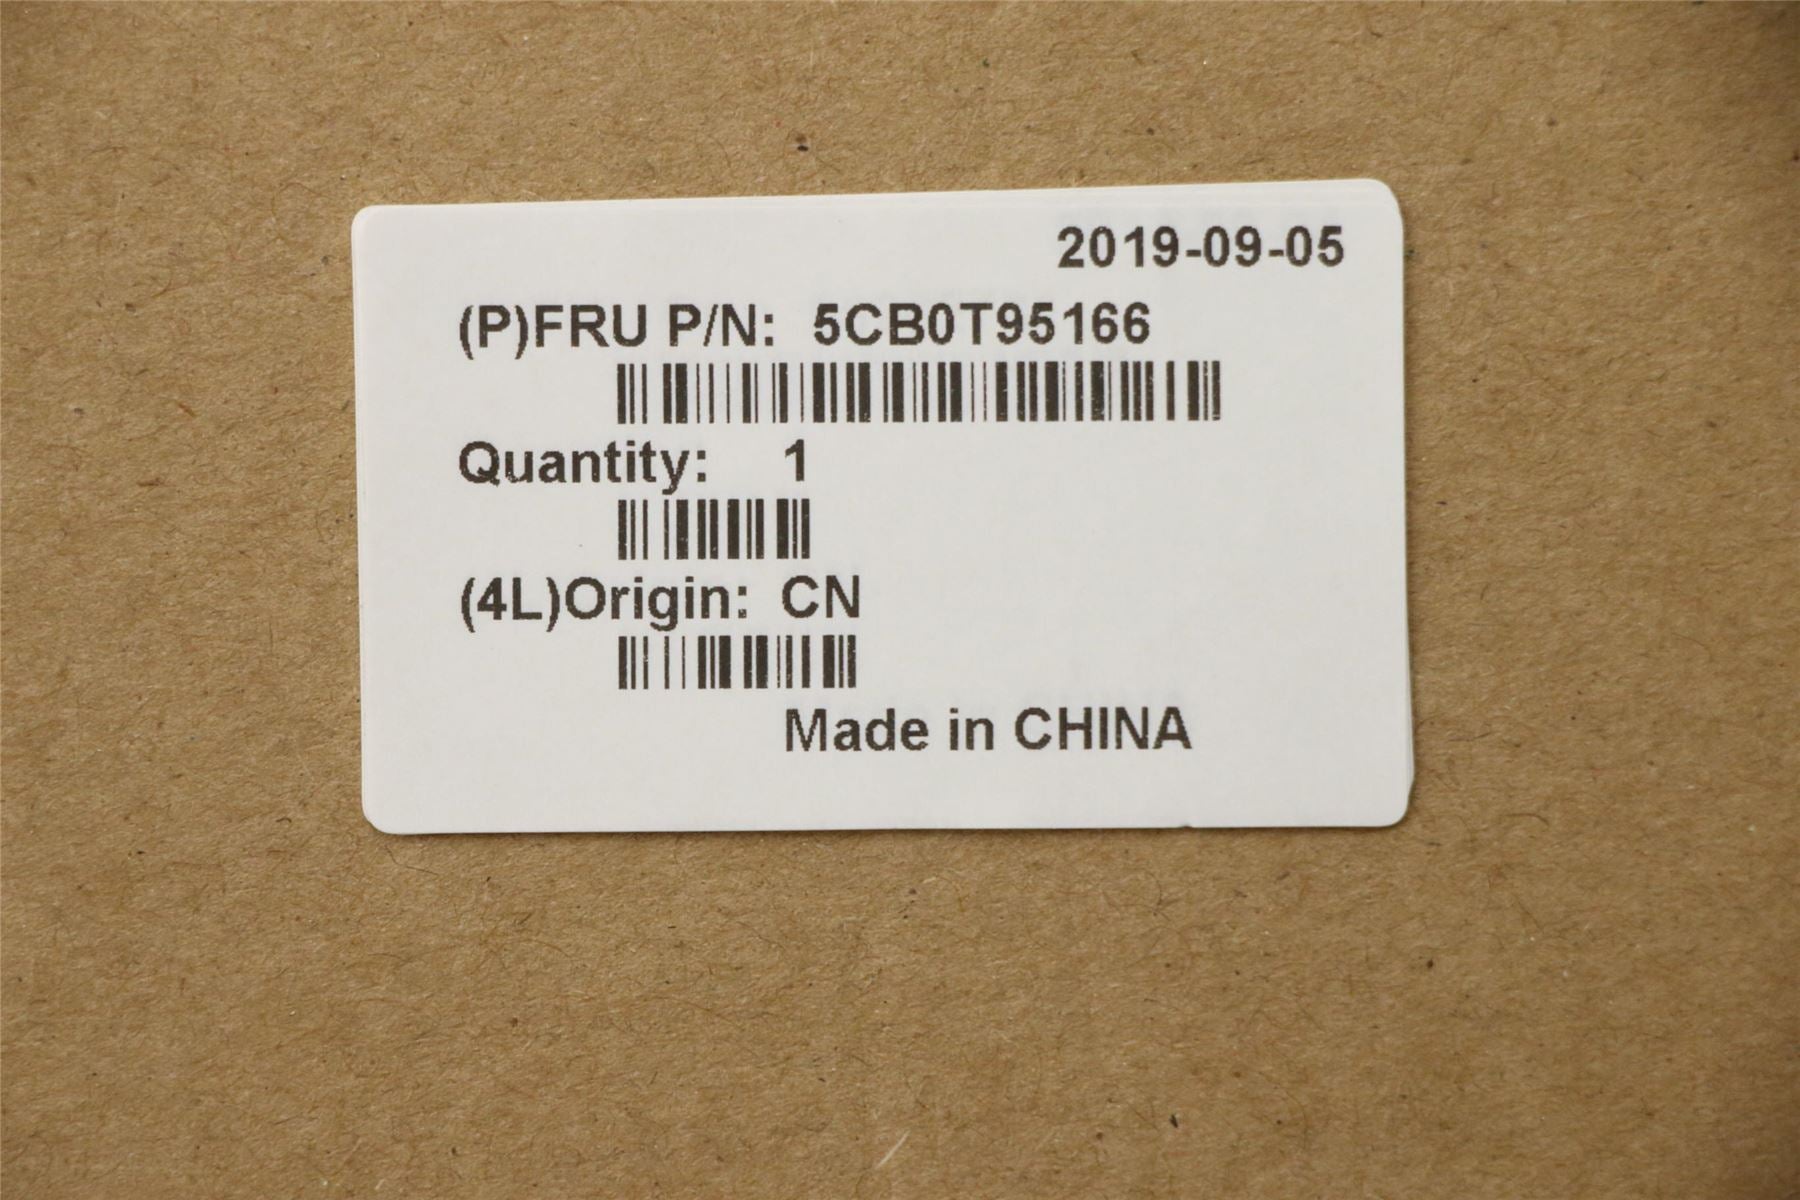 2019-09-05
(P)FRU P/N: 5CB0T95166
Quantity: 1
(4L)Origin: CN
Made in CHINA